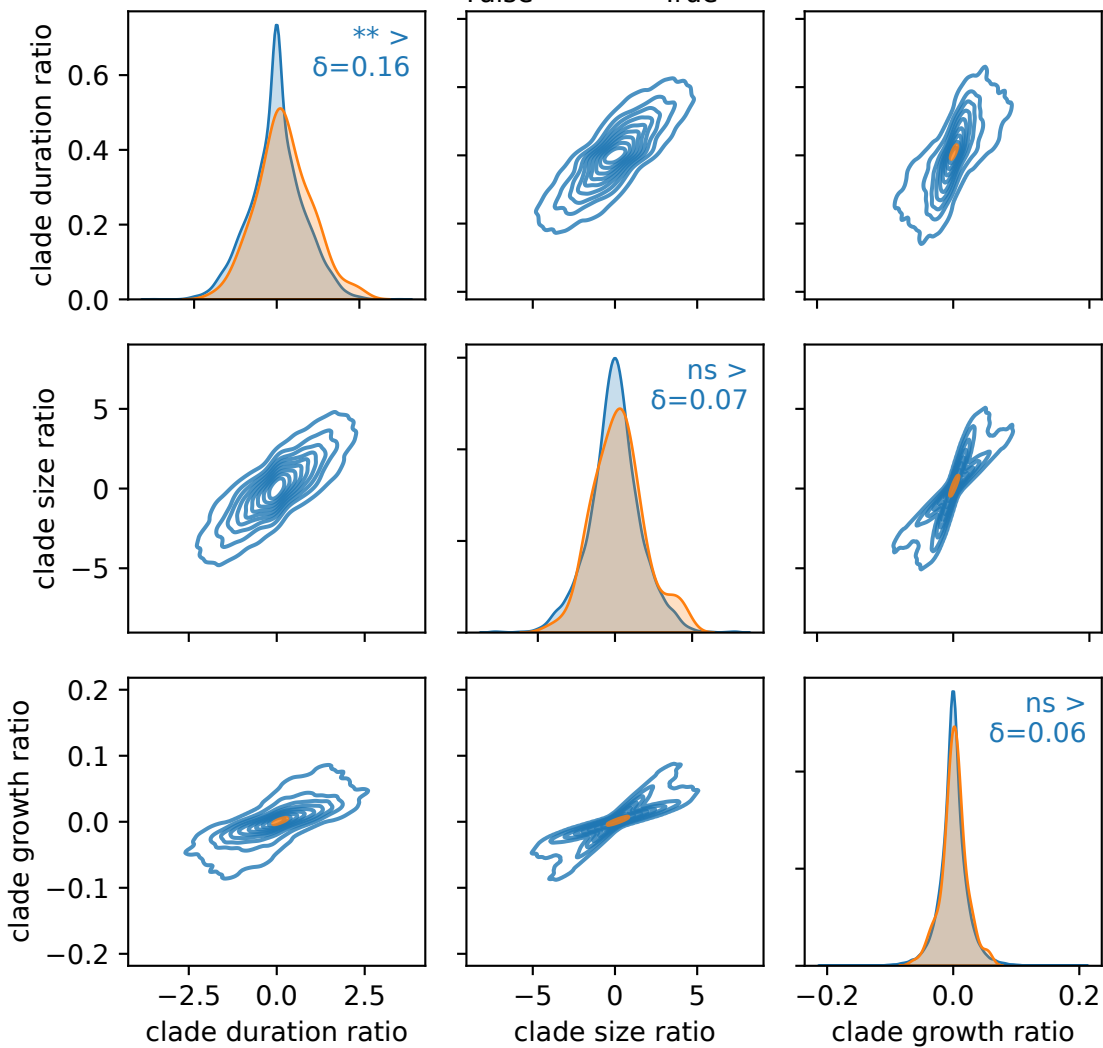 False True
clade duration ratio
0.6
0.4
0.2
0.0
** >
δ=0.16
clade size ratio
5
0
−5
ns >
δ=0.07
clade growth ratio
0.2
0.1
0.0
−0.1
−0.2
ns >
δ=0.06
−2.5 0.0 2.5
clade duration ratio
−5 0 5
clade size ratio
−0.2 0.0 0.2
clade growth ratio